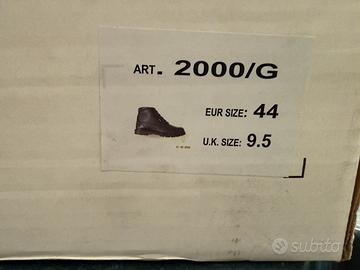 ART. 2000/G
EUR SIZE: 44
U.K. SIZE: 9.5
subito